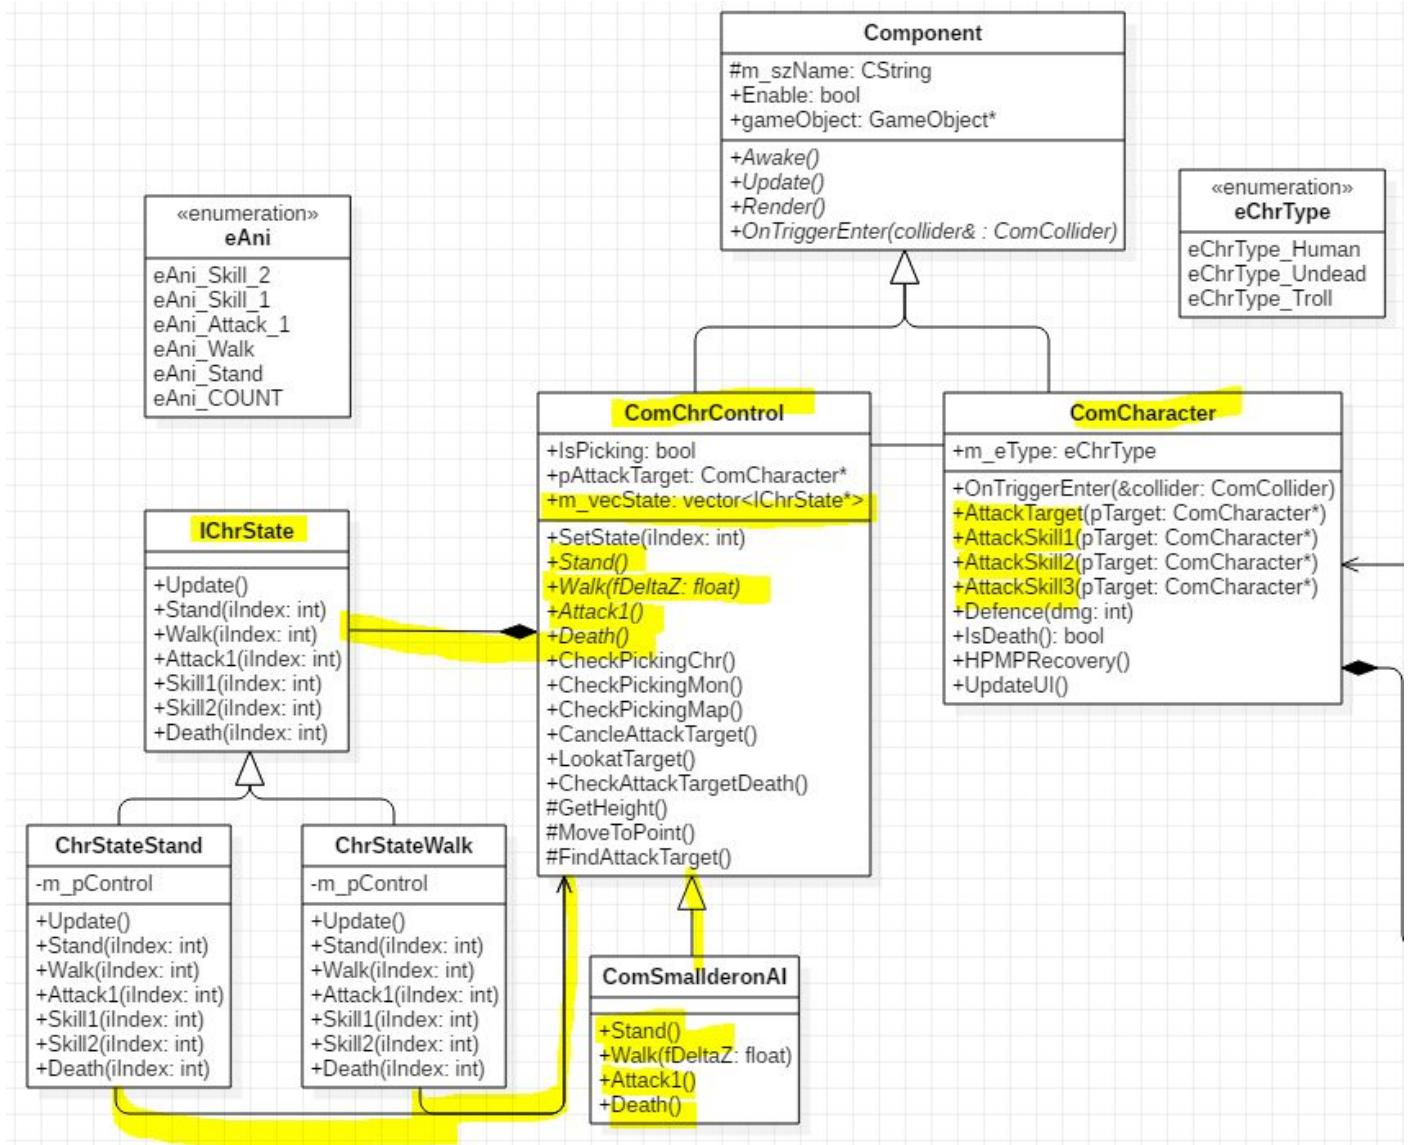 Component
#m_szName: CString
+Enable: bool
+gameObject: GameObject*
+Awake()
+Update()
+Render()
+OnTriggerEnter(collider& : ComCollider)
«enumeration»
eChrType
eChrType_Human
eChrType_Undead
eChrType_Troll
«enumeration»
eAni
eAni_Skill_2
eAni_Skill_1
eAni_Attack_1
eAni_Walk
eAni_Stand
eAni_COUNT
ComChrControl
+IsPicking: bool
+pAttackTarget: ComCharacter*
+m_vecState: vector<IChrState*>
+SetState(iIndex: int)
+Stand()
+Walk(fDeltaZ: float)
+Attack1()
+Death()
+CheckPickingChr()
+CheckPickingMon()
+CheckPickingMap()
+CancleAttackTarget()
+LookatTarget()
+CheckAttackTargetDeath()
#GetHeight()
#MoveToPoint()
#FindAttackTarget()
ComCharacter
+m_eType: eChrType
+OnTriggerEnter(&collider: ComCollider)
+AttackTarget(pTarget: ComCharacter*)
+AttackSkill1(pTarget: ComCharacter*)
+AttackSkill2(pTarget: ComCharacter*)
+AttackSkill3(pTarget: ComCharacter*)
+Defence(dmg: int)
+IsDeath(): bool
+HPMPRecovery()
+UpdateUI()
IChrState
+Update()
+Stand(iIndex: int)
+Walk(iIndex: int)
+Attack1(iIndex: int)
+Skill1(iIndex: int)
+Skill2(iIndex: int)
+Death(iIndex: int)
ChrStateStand
-m_pControl
+Update()
+Stand(iIndex: int)
+Walk(iIndex: int)
+Attack1(iIndex: int)
+Skill1(iIndex: int)
+Skill2(iIndex: int)
+Death(iIndex: int)
ChrStateWalk
-m_pControl
+Update()
+Stand(iIndex: int)
+Walk(iIndex: int)
+Attack1(iIndex: int)
+Skill1(iIndex: int)
+Skill2(iIndex: int)
+Death(iIndex: int)
ComSmallderonAI
+Stand()
+Walk(fDeltaZ: float)
+Attack1()
+Death()